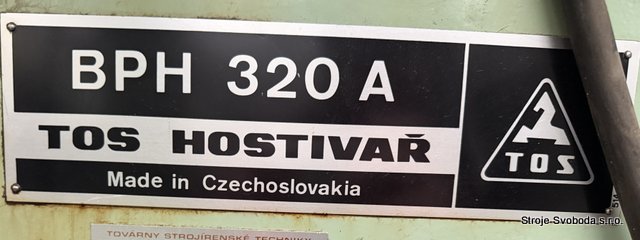 BPH 320 A
TOS HOSTIVAŘ
Made in Czechoslovakia
TOS
TOVÁRNY STROJÍRENSKÉ TECHNIKY
Stroje Svoboda s.r.o.